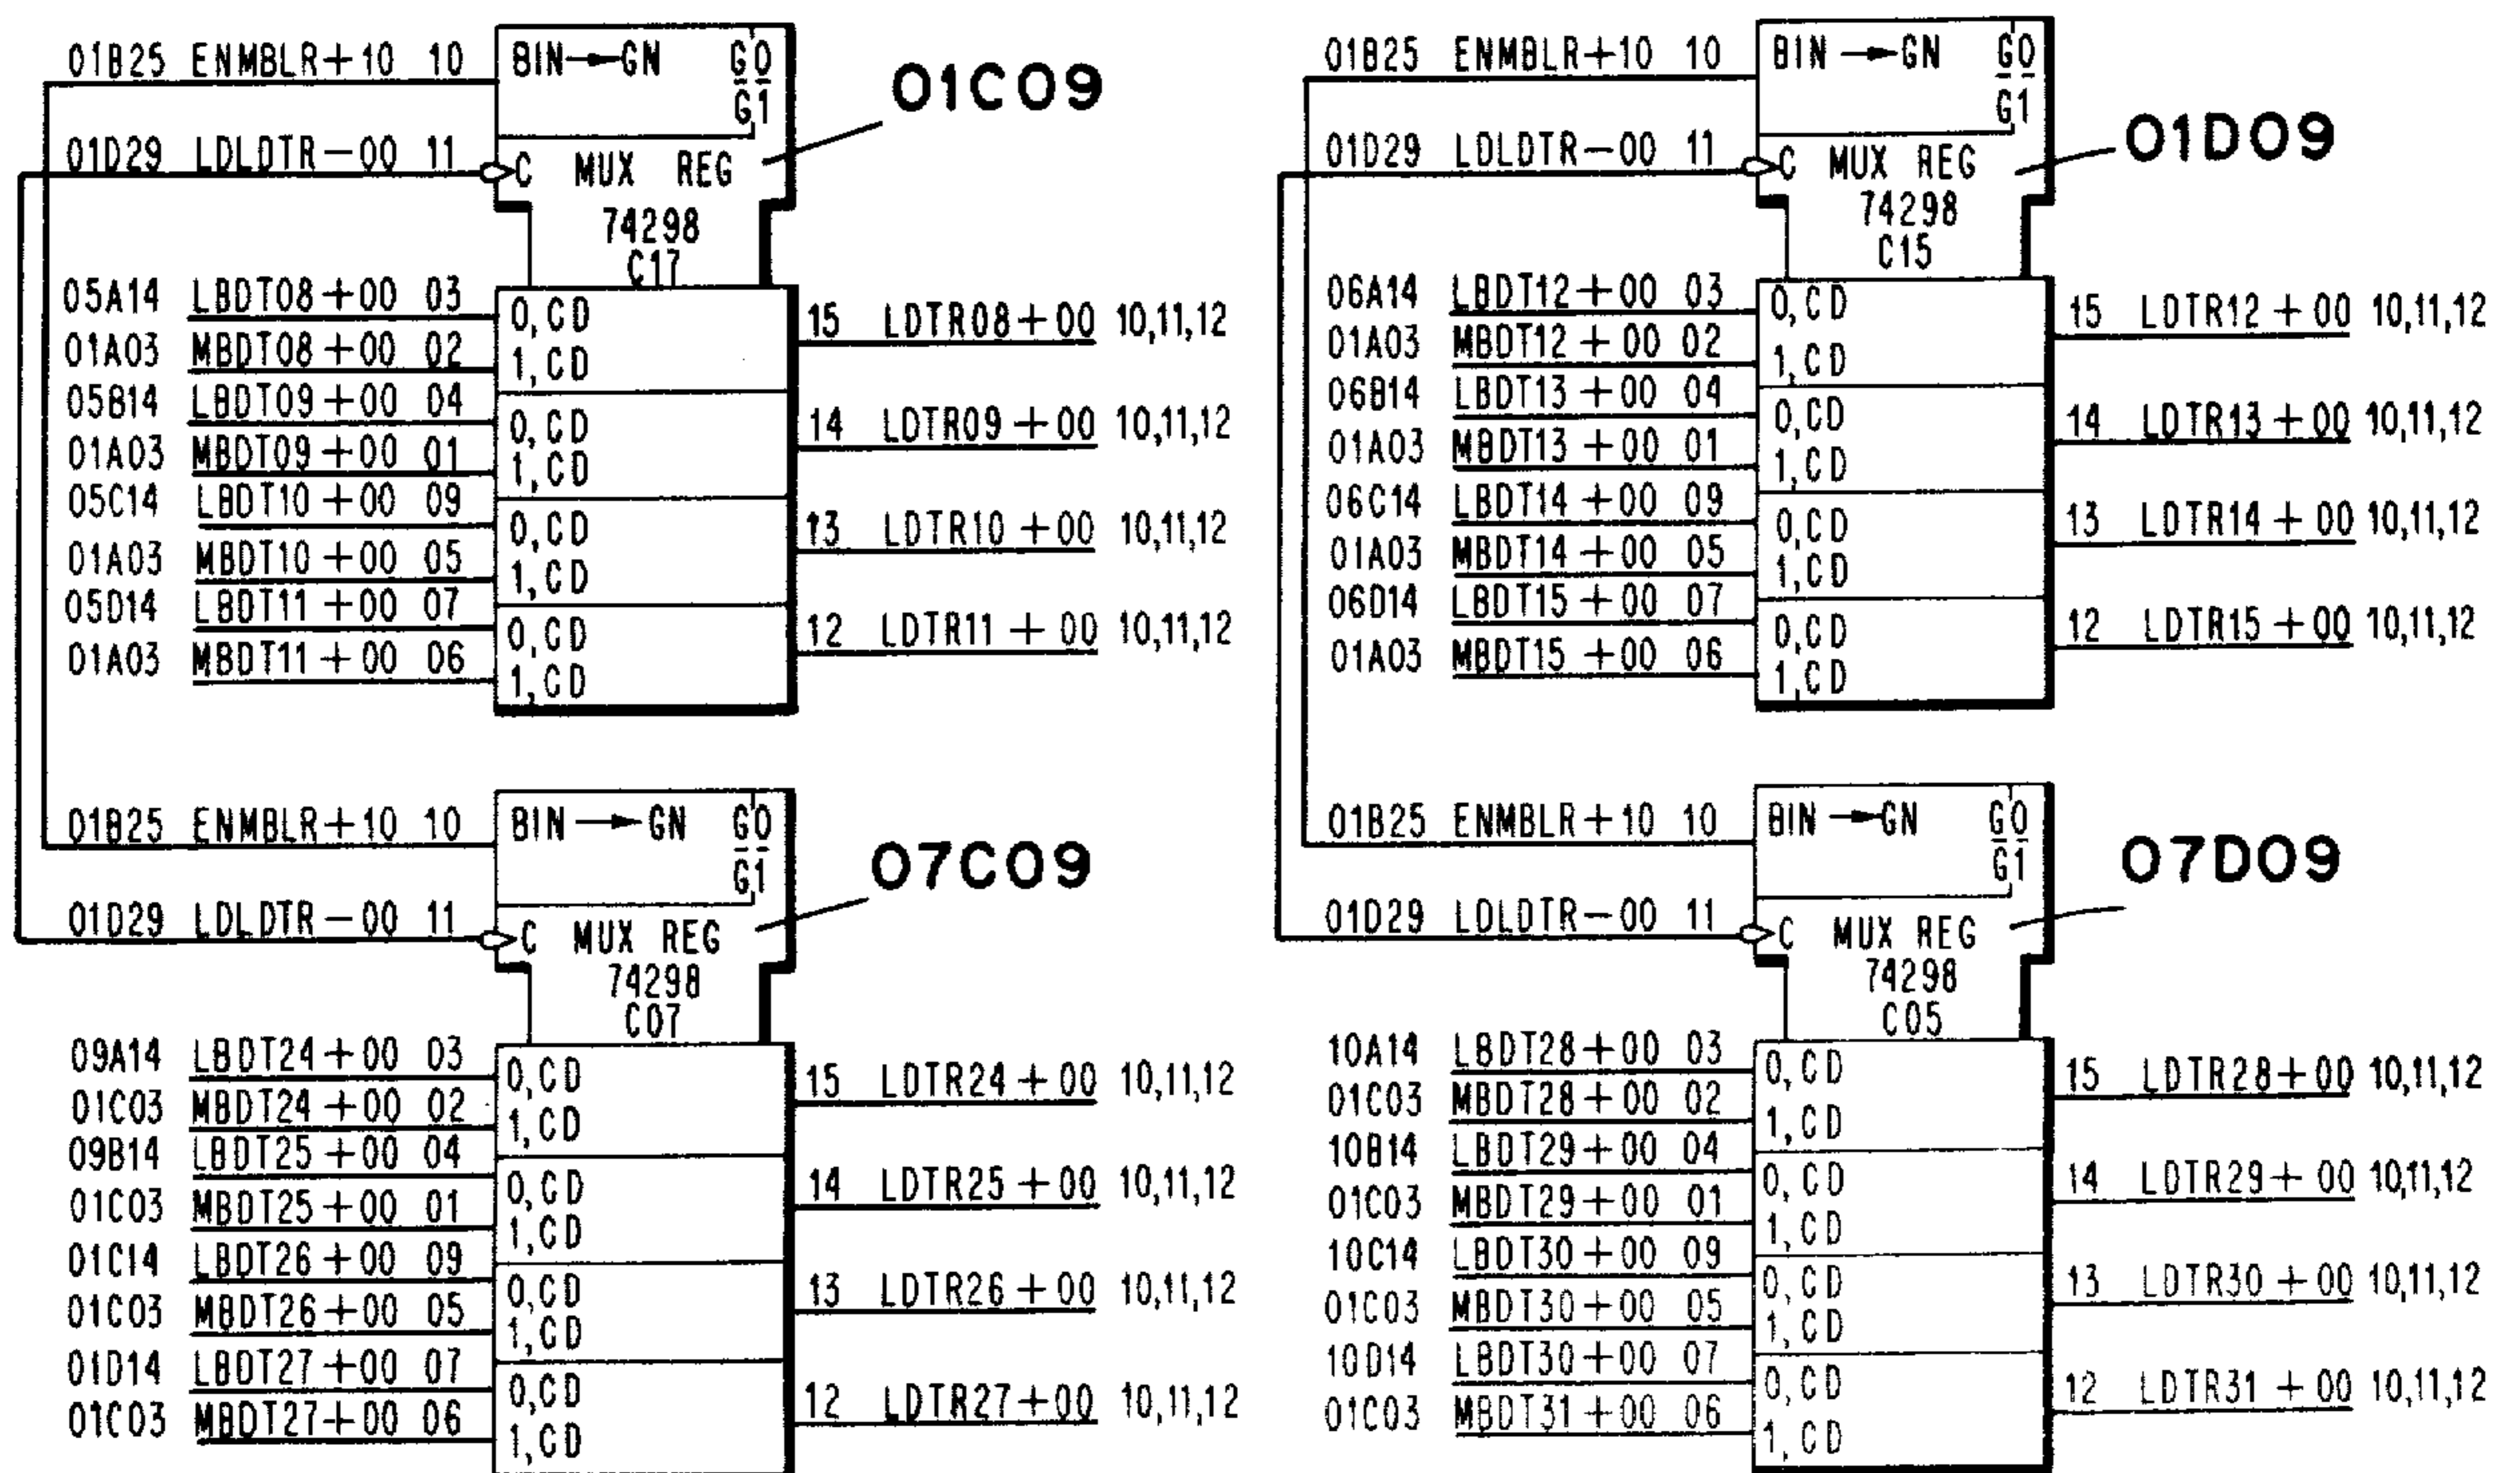 01B25 ENMBLR+10 10
BIN GN G0
G1
01C09
01D29 LDLDTR-00 11
C MUX REG
74298
C17
05A14 LBDT08+00 03
0,CD
15 LDTR08+00 10,11,12
01A03 MBDT08+00 02
1,CD
05B14 LBDT09+00 04
0,CD
14 LDTR09+00 10,11,12
01A03 MBDT09+00 01
1,CD
05C14 LBDT10+00 09
0,CD
13 LDTR10+00 10,11,12
01A03 MBDT10+00 05
1,CD
05D14 LBDT11+00 07
0,CD
12 LDTR11+00 10,11,12
01A03 MBDT11+00 06
1,CD
01B25 ENMBLR+10 10
BIN GN G0
G1
07C09
01D29 LDLDTR-00 11
C MUX REG
74298
C07
09A14 LBDT24+00 03
0,CD
15 LDTR24+00 10,11,12
01C03 MBDT24+00 02
1,CD
09B14 LBDT25+00 04
0,CD
14 LDTR25+00 10,11,12
01C03 MBDT25+00 01
1,CD
01C14 LBDT26+00 09
0,CD
13 LDTR26+00 10,11,12
01C03 MBDT26+00 05
1,CD
01D14 LBDT27+00 07
0,CD
12 LDTR27+00 10,11,12
01C03 MBDT27+00 06
1,CD
01B25 ENMBLR+10 10
BIN GN G0
G1
01D09
01D29 LDLDTR-00 11
C MUX REG
74298
C15
06A14 LBDT12+00 03
0,CD
15 LDTR12+00 10,11,12
01A03 MBDT12+00 02
1,CD
06B14 LBDT13+00 04
0,CD
14 LDTR13+00 10,11,12
01A03 MBDT13+00 01
1,CD
06C14 LBDT14+00 09
0,CD
13 LDTR14+00 10,11,12
01A03 MBDT14+00 05
1,CD
06D14 LBDT15+00 07
0,CD
12 LDTR15+00 10,11,12
01A03 MBDT15+00 06
1,CD
01B25 ENMBLR+10 10
BIN GN G0
G1
07D09
01D29 LDLDTR-00 11
C MUX REG
74298
C05
10A14 LBDT28+00 03
0,CD
15 LDTR28+00 10,11,12
01C03 MBDT28+00 02
1,CD
10B14 LBDT29+00 04
0,CD
14 LDTR29+00 10,11,12
01C03 MBDT29+00 01
1,CD
10C14 LBDT30+00 09
0,CD
13 LDTR30+00 10,11,12
01C03 MBDT30+00 05
1,CD
10D14 LBDT30+00 07
0,CD
12 LDTR31+00 10,11,12
01C03 MBDT31+00 06
1,CD